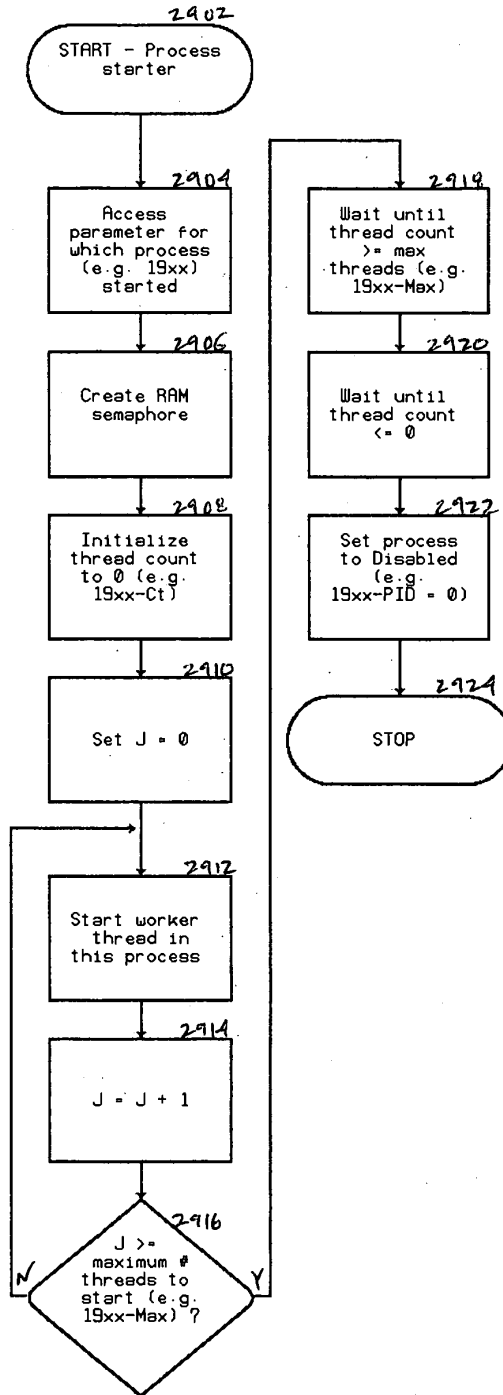 2902
START - Process
starter
2904
Access
parameter for
which process
(e.g. 19xx)
started
2906
Create RAM
semaphore
2908
Initialize
thread count
to 0 (e.g.
19xx-Ct)
2910
Set J = 0
2912
Start worker
thread in
this process
2914
J = J + 1
2916
J >=
maximum #
threads to
start (e.g.
19xx-Max) ?
N
Y
2918
Wait until
thread count
>= max
threads (e.g.
19xx-Max)
2920
Wait until
thread count
<= 0
2922
Set process
to Disabled
(e.g.
19xx-PID = 0)
2924
STOP